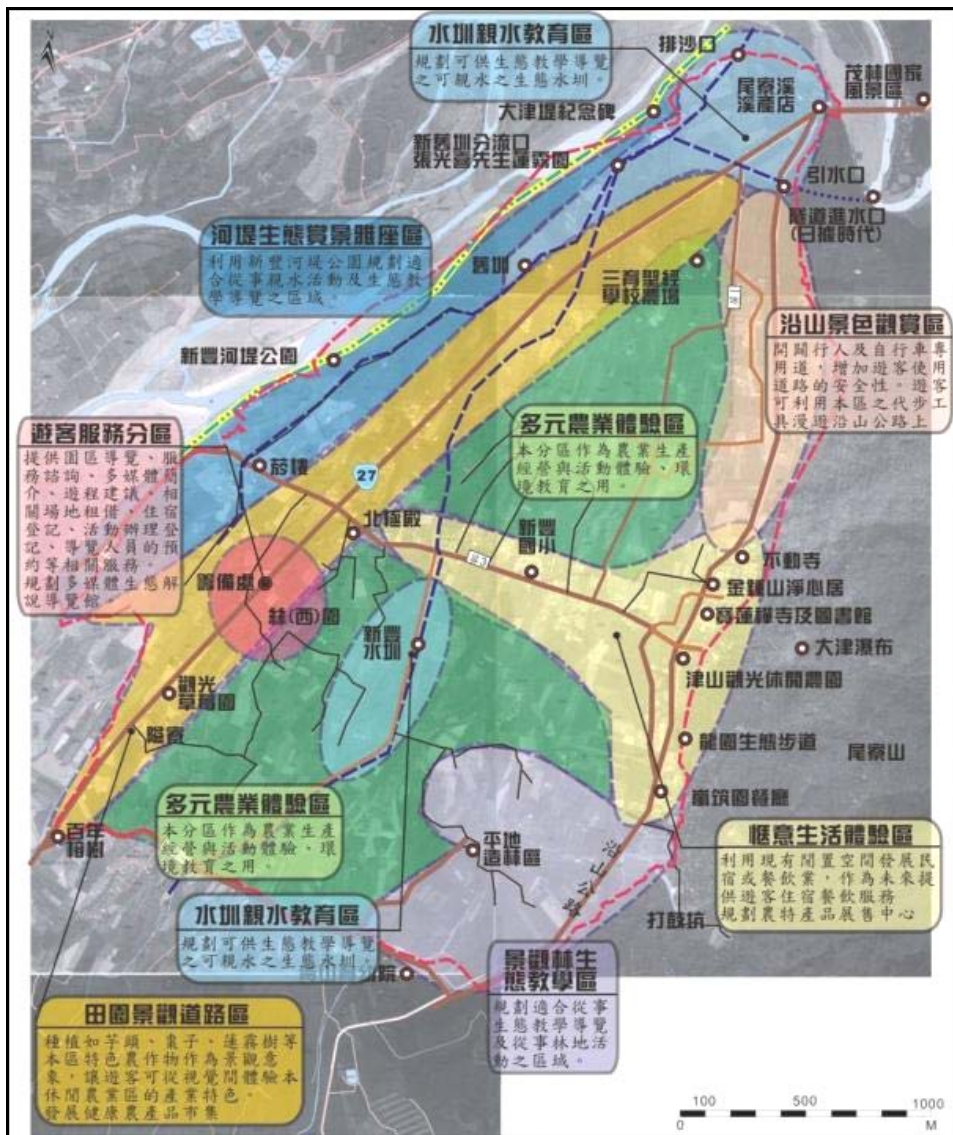 水圳親水教育區
規劃可供生態教學導覽
之可親水之生態水圳。
排沙口
尾寮溪
溪產店
茂林國家
風景區
大津堤紀念碑
新舊圳分流口
張光喜先生蓮霧園
引水口
隧道進水口
(日據時代)
河堤生態賞景雅座區
利用新豐河堤公園規劃適
合從事親水活動及生態教
學導覽之區域。
舊圳
三育聖經
學校農場
沿山景色觀賞區
開闢行人及自行車專
用道，增加遊客使用
道路的安全性。遊客
可利用本區之代步工
具漫遊沿山公路上
新豐河堤公園
遊客服務分區
提供園區導覽、服
務諮詢、多媒體簡
介、遊程建議、相
關場地租借、住宿
登記、活動辦理登
記、導覽人員的預
約等相關服務。
規劃多媒體生態解
說導覽館。
多元農業體驗區
本分區作為農業生產
經營與活動體驗、環
境教育之用。
27
北極殿
新豐
國小
不動寺
金鐘山淨心居
寶蓮禪寺及圖書館
大津瀑布
籌備處
新豐
水圳
津山觀光休閒農園
觀光
草莓園
隘寮
龍園生態步道
尾寮山
嵐筑園餐廳
多元農業體驗區
本分區作為農業生產
經營與活動體驗、環
境教育之用。
百年
榕樹
平地
造林區
沿山公路
愜意生活體驗區
利用現有閒置空間發展民
宿或餐飲業，作為未來提
供遊客住宿餐飲服務
規劃農特產品展售中心
打鼓坑
水圳親水教育區
規劃可供生態教學導覽
之可親水之生態水圳。
景觀林生
態教學區
規劃適合從事
生態教學導覽
及從事林地活
動之區域。
田園景觀道路區
種植如芋頭、棗子、蓮霧樹等
本區特色農作物作為景觀意
象，讓遊客可從視覺間體驗本
休閒農業區的產業特色。
發展健康農產品市集
100 500 1000
0 M